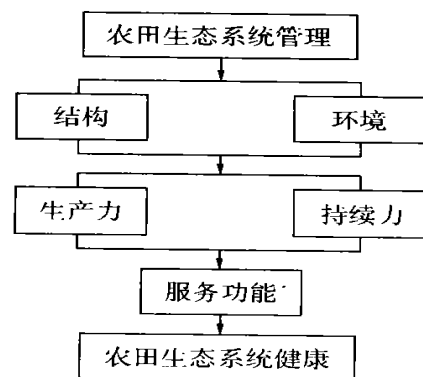 农田生态系统管理
结构
环境
生产力
持续力
服务功能
农田生态系统健康